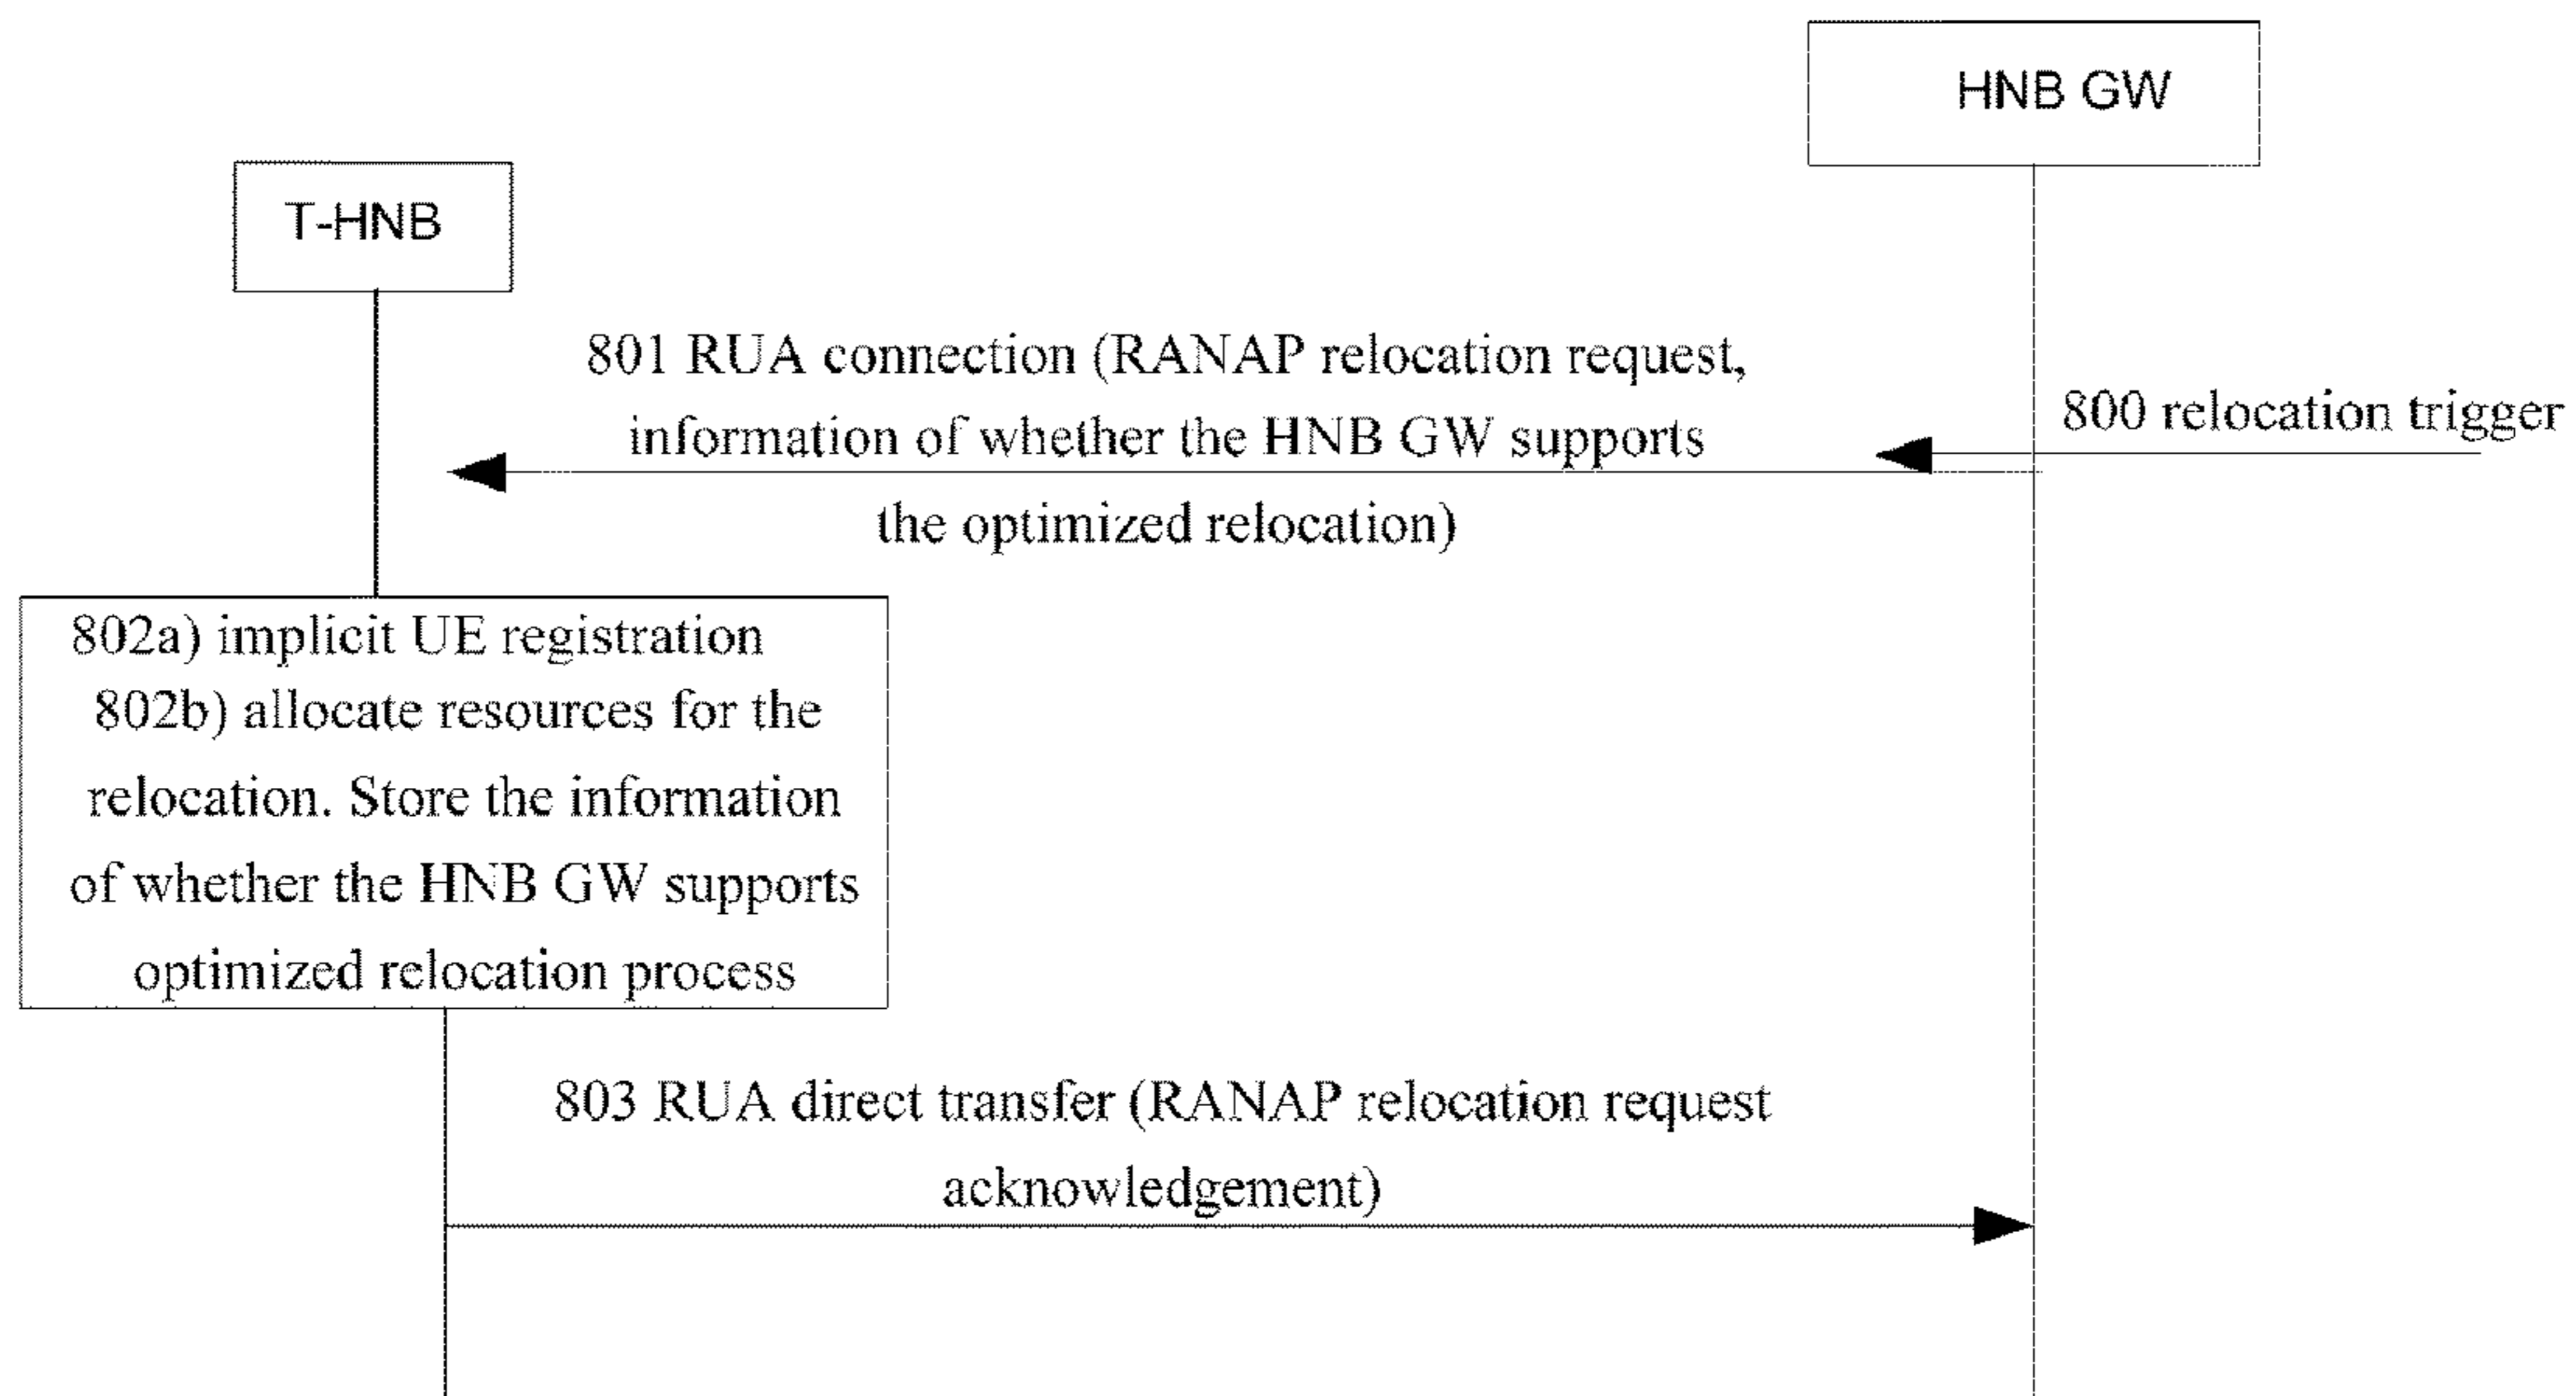 HNB GW
T-HNB
801 RUA connection (RANAP relocation request,
information of whether the HNB GW supports
the optimized relocation)
800 relocation trigger
802a) implicit UE registration
802b) allocate resources for the
relocation. Store the information
of whether the HNB GW supports
optimized relocation process
803 RUA direct transfer (RANAP relocation request
acknowledgement)